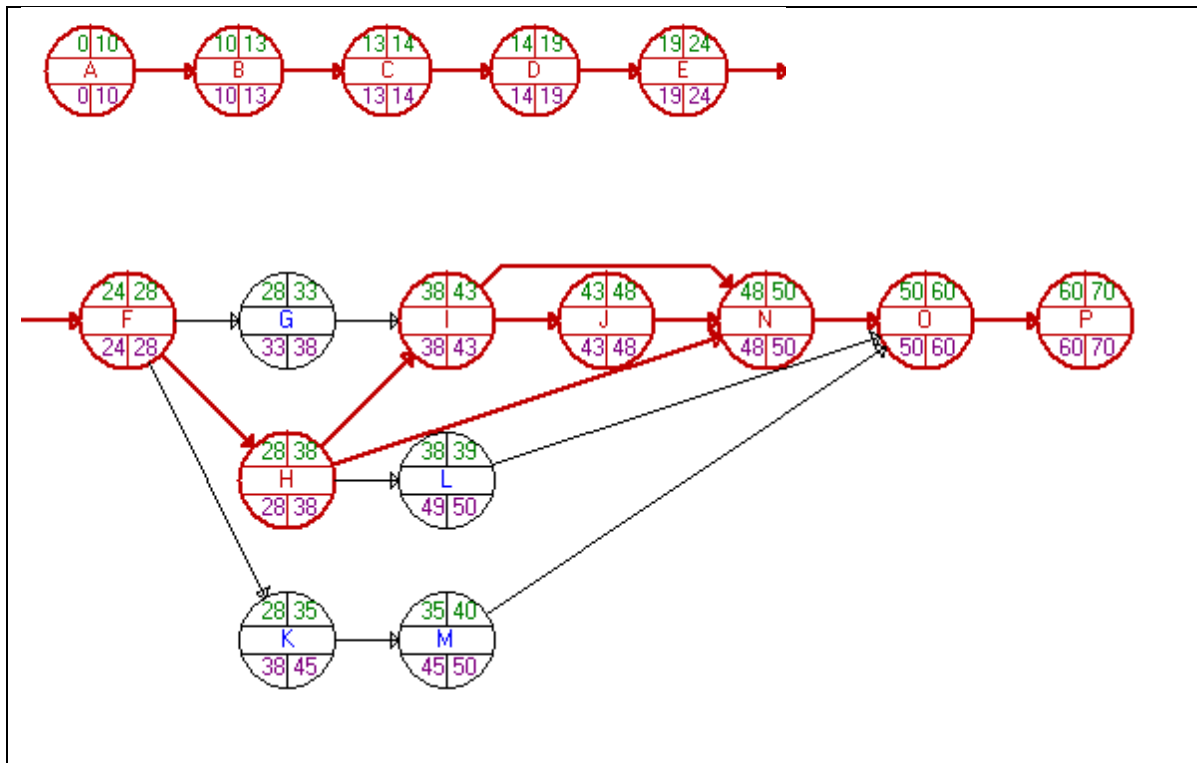 0 10
A
0 10
10 13
B
10 13
13 14
C
13 14
14 19
D
14 19
19 24
E
19 24
24 28
F
24 28
28 33
G
33 38
38 43
I
38 43
43 48
J
43 48
48 50
N
48 50
50 60
O
50 60
60 70
P
60 70
28 38
H
28 38
38 39
L
49 50
28 35
K
38 45
35 40
M
45 50